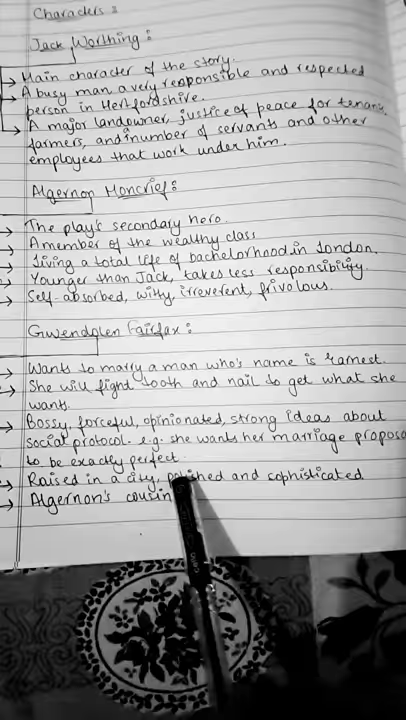 Characters :
Jack Worthing :
→ Main character of the story.
→ A busy man a very responsible and respected
person in Hertfordshire.
→ A major landowner, justice of peace for tenants,
farmers, and a number of servants and other
employees that work under him.
Algernon Moncrief :
→ The play's secondary hero.
→ A member of the wealthy class
→ Living a total life of bachelorhood in London.
→ Younger than Jack, takes less responsibility.
→ Self-absorbed, witty, irreverent, frivolous.
Gwendolen Fairfax :
→ Wants to marry a man who's name is Earnest.
→ She will fight tooth and nail to get what she
wants.
→ Bossy, forceful, opinionated, strong ideas about
social protocol. e.g. she wants her marriage propos
to be exactly perfect.
→ Raised in a city, polished and sophisticated
→ Algernon's cousin